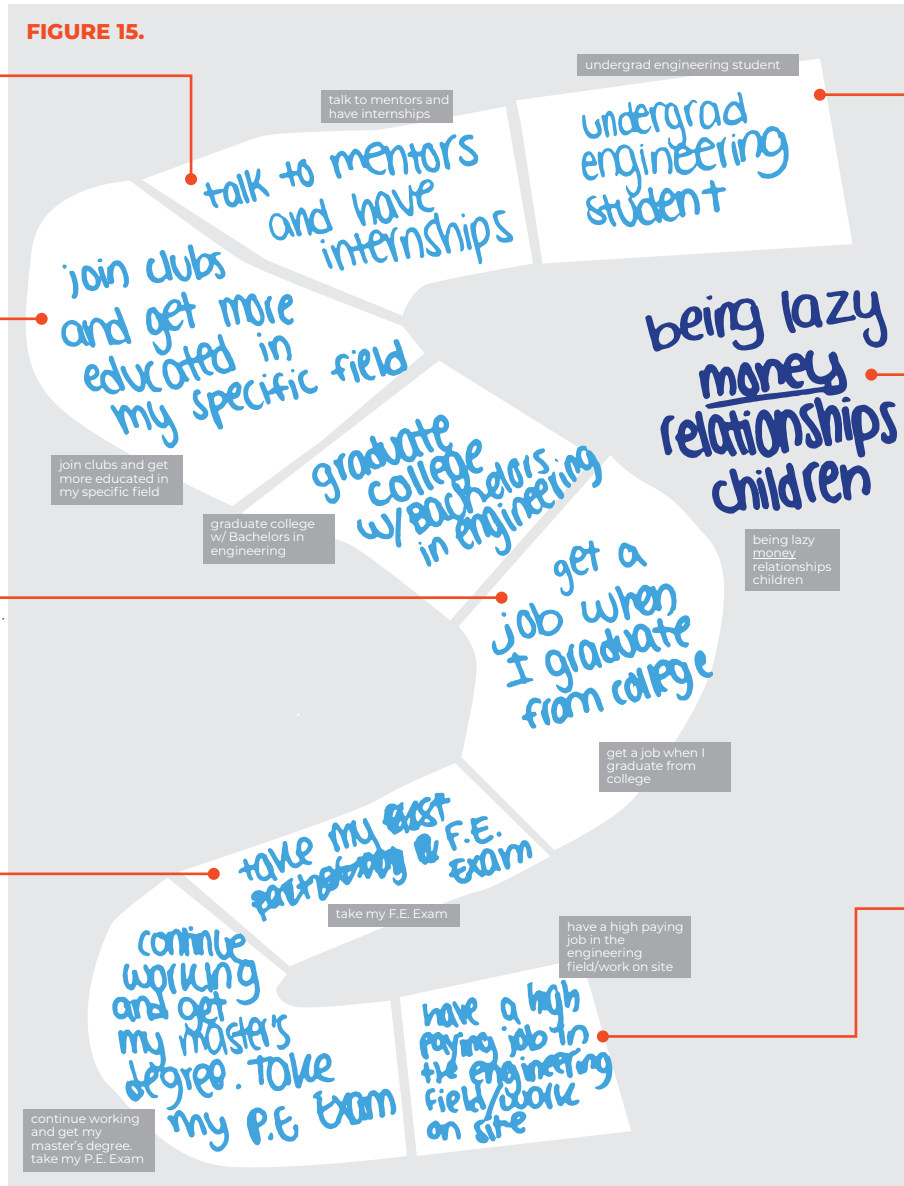 FIGURE 15.
undergrad engineering student
undergrad
engineering
student
talk to mentors and
have internships
talk to mentors
and have
internships
join clubs
and get more
educated in
my specific field
join clubs and get
more educated in
my specific field
graduate
college
w/ Bachelors
in engineering
graduate college
w/ Bachelors in
engineering
being lazy
money
relationships
children
being lazy
money
relationships
children
get a
job when
I graduate
from college
get a job when I
graduate from
college
take my
F.E.
Exam
take my F.E. Exam
continue
working
and get
my master's
degree. Take
my P.E Exam
continue working
and get my
master's degree.
take my P.E. Exam
have a high paying
job in the
engineering
field/work on site
have a high
paying job in
the engineering
field/work
on site